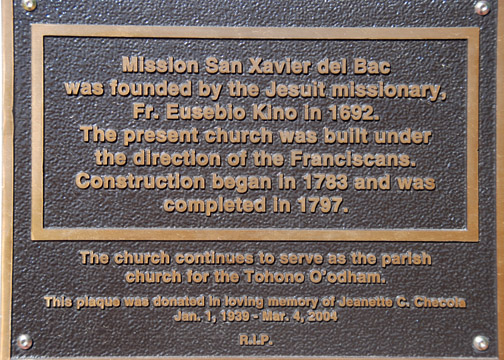 Mission San Xavier del Bac
was founded by the Jesuit missionary,
Fr. Eusebio Kino in 1692.
The present church was built under
the direction of the Franciscans.
Construction began in 1783 and was
completed in 1797.
The church continues to serve as the parish
church for the Tohono O'odham.
This plaque was donated in loving memory of Jeanette C. Checola
Jan. 1, 1939 - Mar. 4, 2004
R.I.P.